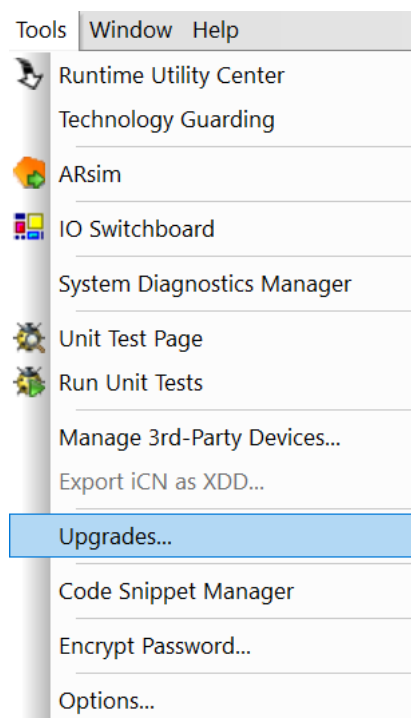 Tools Window Help
Runtime Utility Center
Technology Guarding
ARsim
IO Switchboard
System Diagnostics Manager
Unit Test Page
Run Unit Tests
Manage 3rd-Party Devices...
Export iCN as XDD...
Upgrades...
Code Snippet Manager
Encrypt Password...
Options...